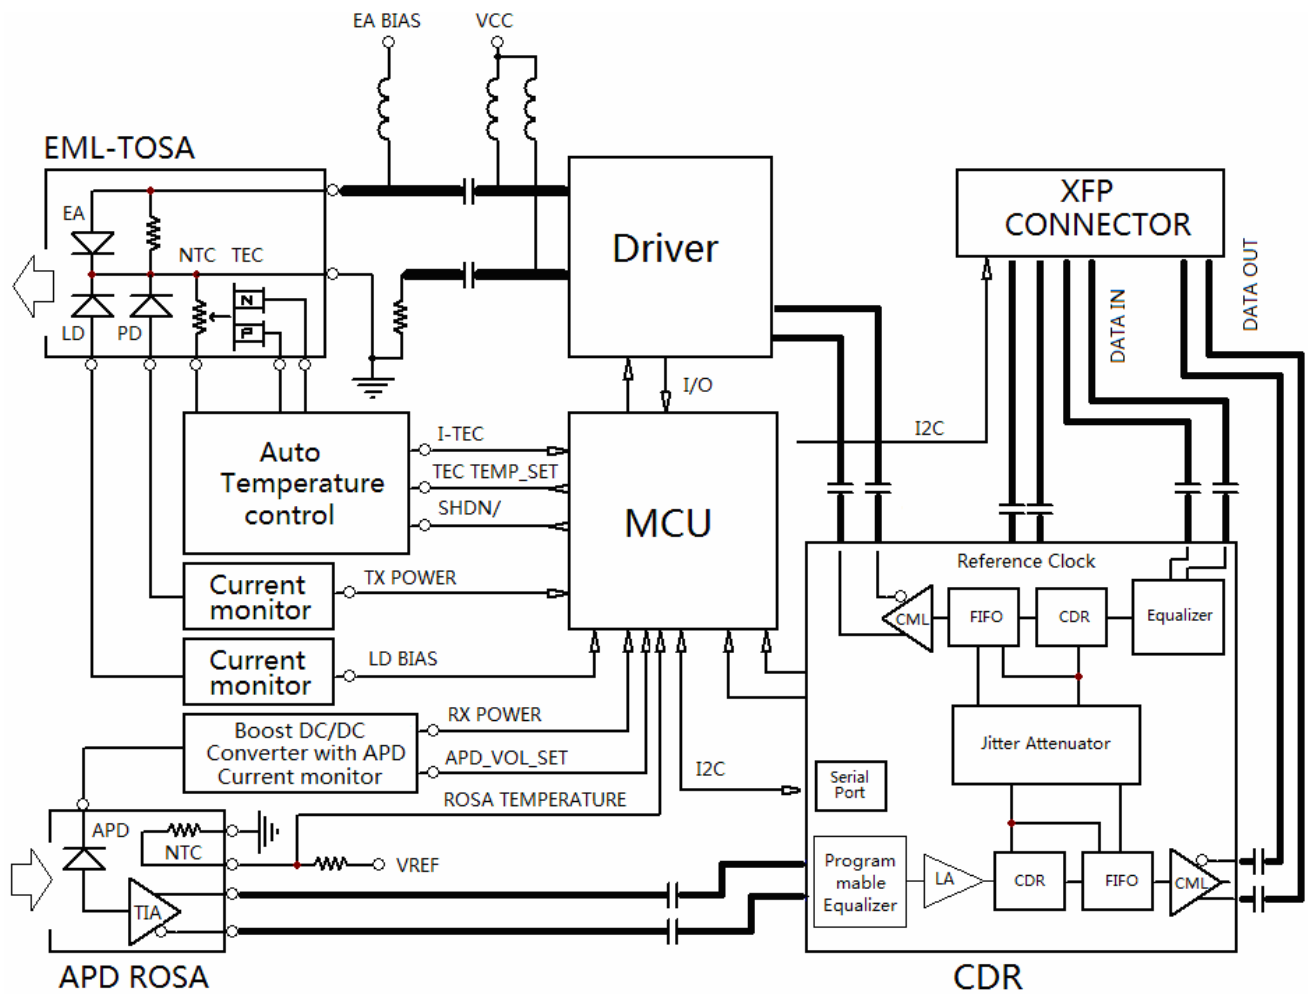 EA BIAS
VCC
EML-TOSA
EA
NTC TEC
N
P
LD
PD
Driver
XFP
CONNECTOR
DATA IN
DATA OUT
I/O
I2C
Auto
Temperature
control
I-TEC
TEC TEMP_SET
SHDN/
MCU
Current
monitor
TX POWER
Current
monitor
LD BIAS
Boost DC/DC
Converter with APD
Current monitor
RX POWER
APD_VOL_SET
ROSA TEMPERATURE
I2C
Reference Clock
CML
FIFO
CDR
Equalizer
Jitter Attenuator
Serial
Port
Program
mable
Equalizer
LA
CDR
FIFO
CML
APD
NTC
VREF
TIA
APD ROSA
CDR